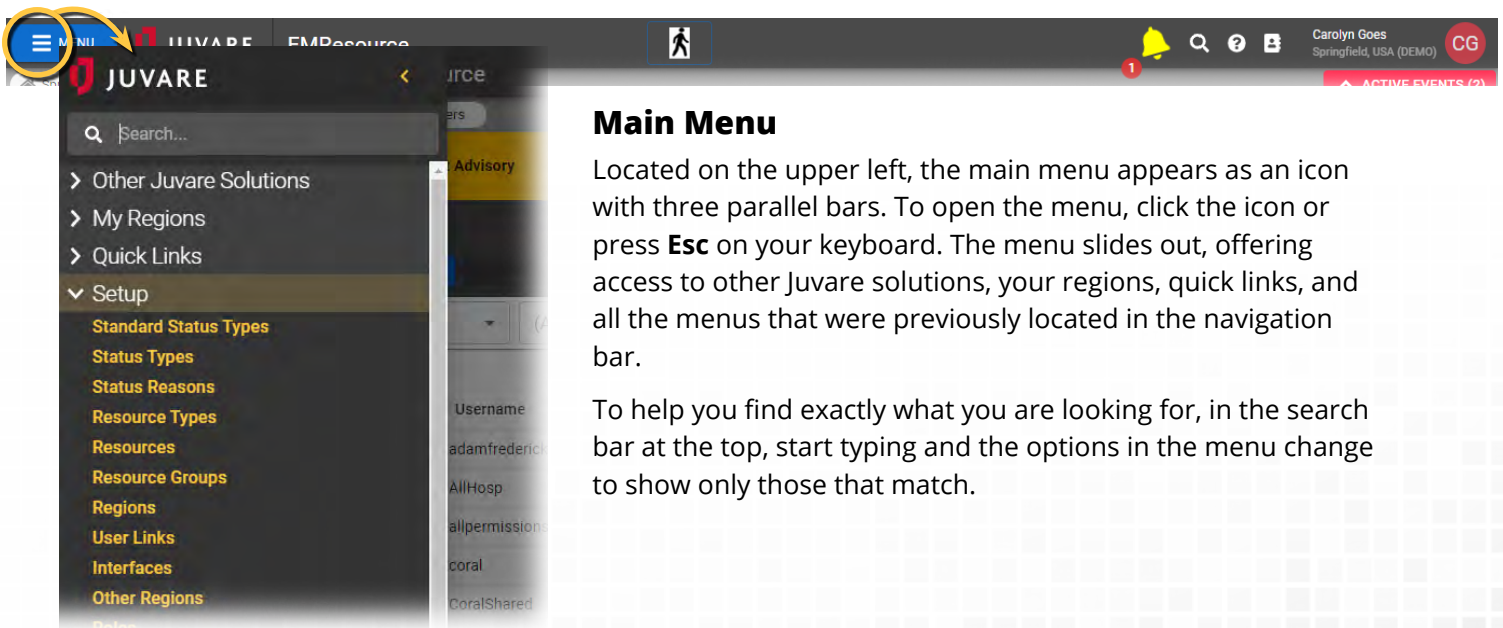 MENU JUVARE EMResource
Carolyn Goes
Springfield, USA (DEMO)
CG
1
ACTIVE EVENTS (2)
JUVARE
urce
Search...
ers
Advisory
Other Juvare Solutions
My Regions
Quick Links
Setup
Standard Status Types
Status Types
Status Reasons
Resource Types
Resources
Resource Groups
Regions
User Links
Interfaces
Other Regions
(A
Username
adamfrederic
AllHosp
allpermissions
coral
CoralShared
Main Menu
Located on the upper left, the main menu appears as an icon
with three parallel bars. To open the menu, click the icon or
press Esc on your keyboard. The menu slides out, offering
access to other Juvare solutions, your regions, quick links, and
all the menus that were previously located in the navigation
bar.
To help you find exactly what you are looking for, in the search
bar at the top, start typing and the options in the menu change
to show only those that match.